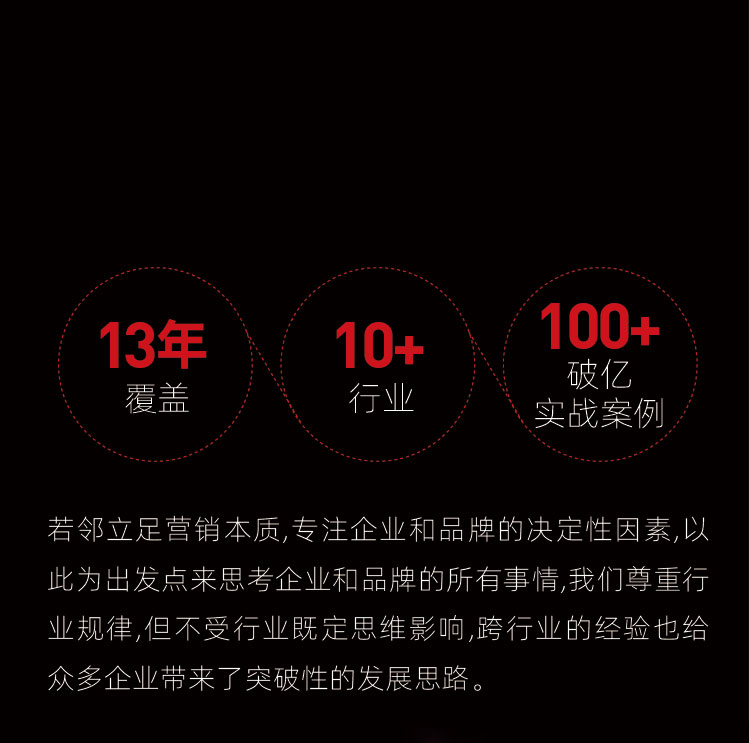 13年
覆盖
10+
行业
100+
破亿
实战案例
若邻立足营销本质,专注企业和品牌的决定性因素,以
此为出发点来思考企业和品牌的所有事情,我们尊重行
业规律,但不受行业既定思维影响,跨行业的经验也给
众多企业带来了突破性的发展思路。